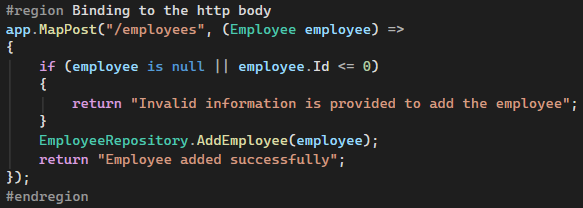 #region Binding to the http body
app.MapPost("/employees", (Employee employee) =>
{
    if (employee is null || employee.Id <= 0)
    {
        return "Invalid information is provided to add the employee";
    }
    EmployeeRepository.AddEmployee(employee);
    return "Employee added successfully";
});
#endregion